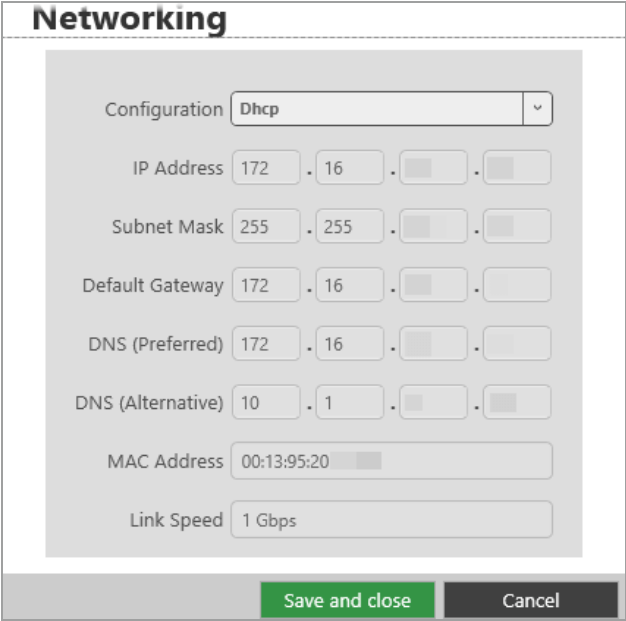 Networking
Configuration Dhcp
IP Address 172 . 16 . .
Subnet Mask 255 . 255 . .
Default Gateway 172 . 16 . .
DNS (Preferred) 172 . 16 . .
DNS (Alternative) 10 . 1 . .
MAC Address 00:13:95:20
Link Speed 1 Gbps
Save and close Cancel